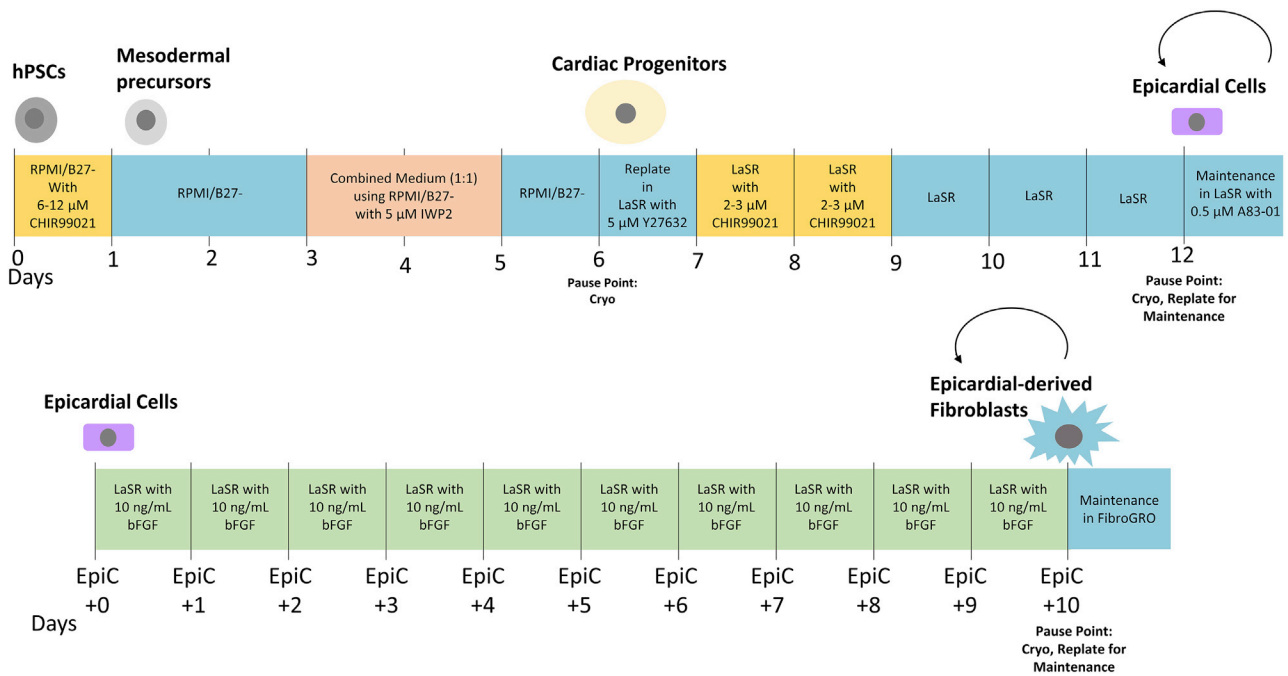 hPSCs
Mesodermal
precursors
Cardiac Progenitors
Epicardial Cells
RPMI/B27-
With
6-12 µM
CHIR99021
RPMI/B27-
Combined Medium (1:1)
using RPMI/B27-
with 5 µM IWP2
RPMI/B27-
Replate
in
LaSR with
5 µM Y27632
LaSR
with
2-3 µM
CHIR99021
LaSR
with
2-3 µM
CHIR99021
LaSR
LaSR
LaSR
Maintenance
in LaSR with
0.5 µM A83-01
0 1 2 3 4 5 6 7 8 9 10 11 12
Days
Pause Point:
Cryo
Pause Point:
Cryo, Replate for
Maintenance
Epicardial Cells
Epicardial-derived
Fibroblasts
LaSR with
10 ng/mL
bFGF
LaSR with
10 ng/mL
bFGF
LaSR with
10 ng/mL
bFGF
LaSR with
10 ng/mL
bFGF
LaSR with
10 ng/mL
bFGF
LaSR with
10 ng/mL
bFGF
LaSR with
10 ng/mL
bFGF
LaSR with
10 ng/mL
bFGF
LaSR with
10 ng/mL
bFGF
LaSR with
10 ng/mL
bFGF
Maintenance
in FibroGRO
EpiC EpiC EpiC EpiC EpiC EpiC EpiC EpiC EpiC EpiC EpiC
+0 +1 +2 +3 +4 +5 +6 +7 +8 +9 +10
Days
Pause Point:
Cryo, Replate for
Maintenance